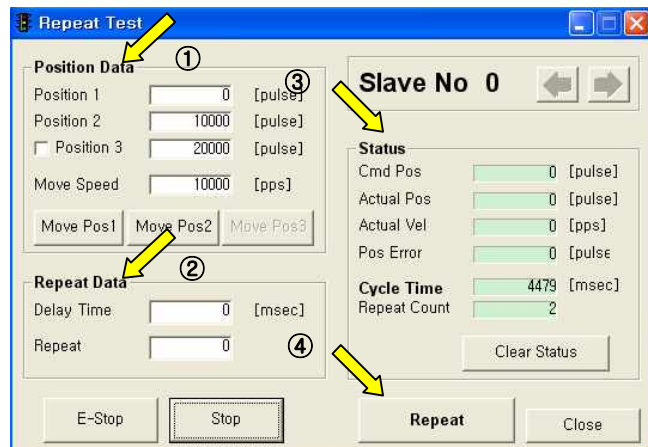 Repeat Test
Position Data ①
Position 1 0 [pulse]
Position 2 10000 [pulse]
Position 3 20000 [pulse]
Move Speed 10000 [pps]
Move Pos1 Move Pos2 Move Pos3
②
Repeat Data
Delay Time 0 [msec]
Repeat 0
E-Stop Stop
③
Slave No 0
Status
Cmd Pos 0 [pulse]
Actual Pos 0 [pulse]
Actual Vel 0 [pps]
Pos Error 0 [pulse
Cycle Time 4479 [msec]
Repeat Count 2
Clear Status
④
Repeat Close